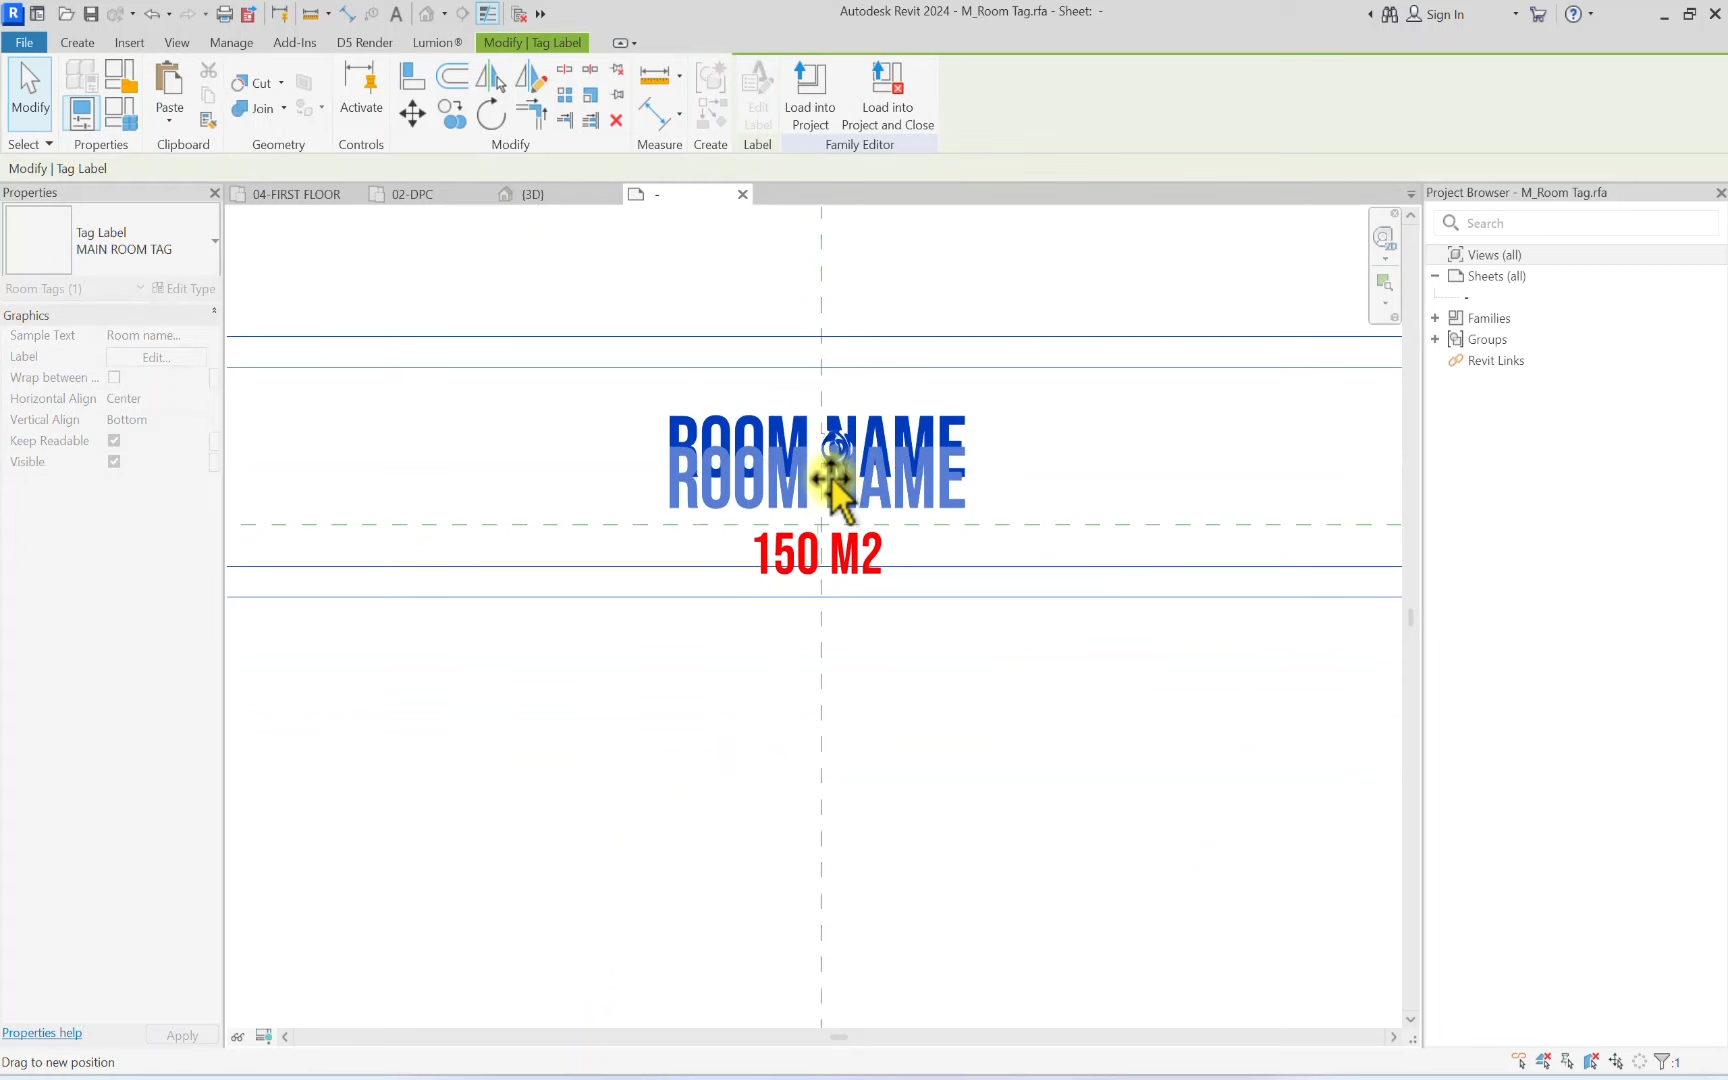 Autodesk Revit 2024 - M_Room Tag.rfa - Sheet: -
Sign In
File Create Insert View Manage Add-Ins D5 Render Lumion® Modify | Tag Label
Modify
Paste
Cut
Join
Activate
Edit Label
Load into Project
Load into Project and Close
Select Properties Clipboard Geometry Controls Modify Measure Create Label Family Editor
Modify | Tag Label
Properties
04-FIRST FLOOR
02-DPC
{3D}
-
Project Browser - M_Room Tag.rfa
Tag Label
MAIN ROOM TAG
Room Tags (1)
Edit Type
Graphics
Sample Text Room name...
Label Edit...
Wrap between ...
Horizontal Align Center
Vertical Align Bottom
Keep Readable
Visible
Search
Views (all)
Sheets (all)
-
Families
Groups
Revit Links
ROOM NAME
ROOM NAME
150 M2
Properties help
Apply
Drag to new position
:1